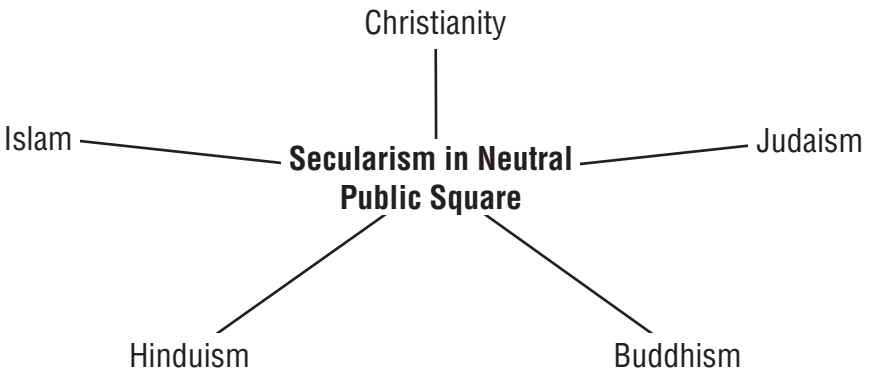 Christianity
Islam
Judaism
Secularism in Neutral
Public Square
Hinduism
Buddhism